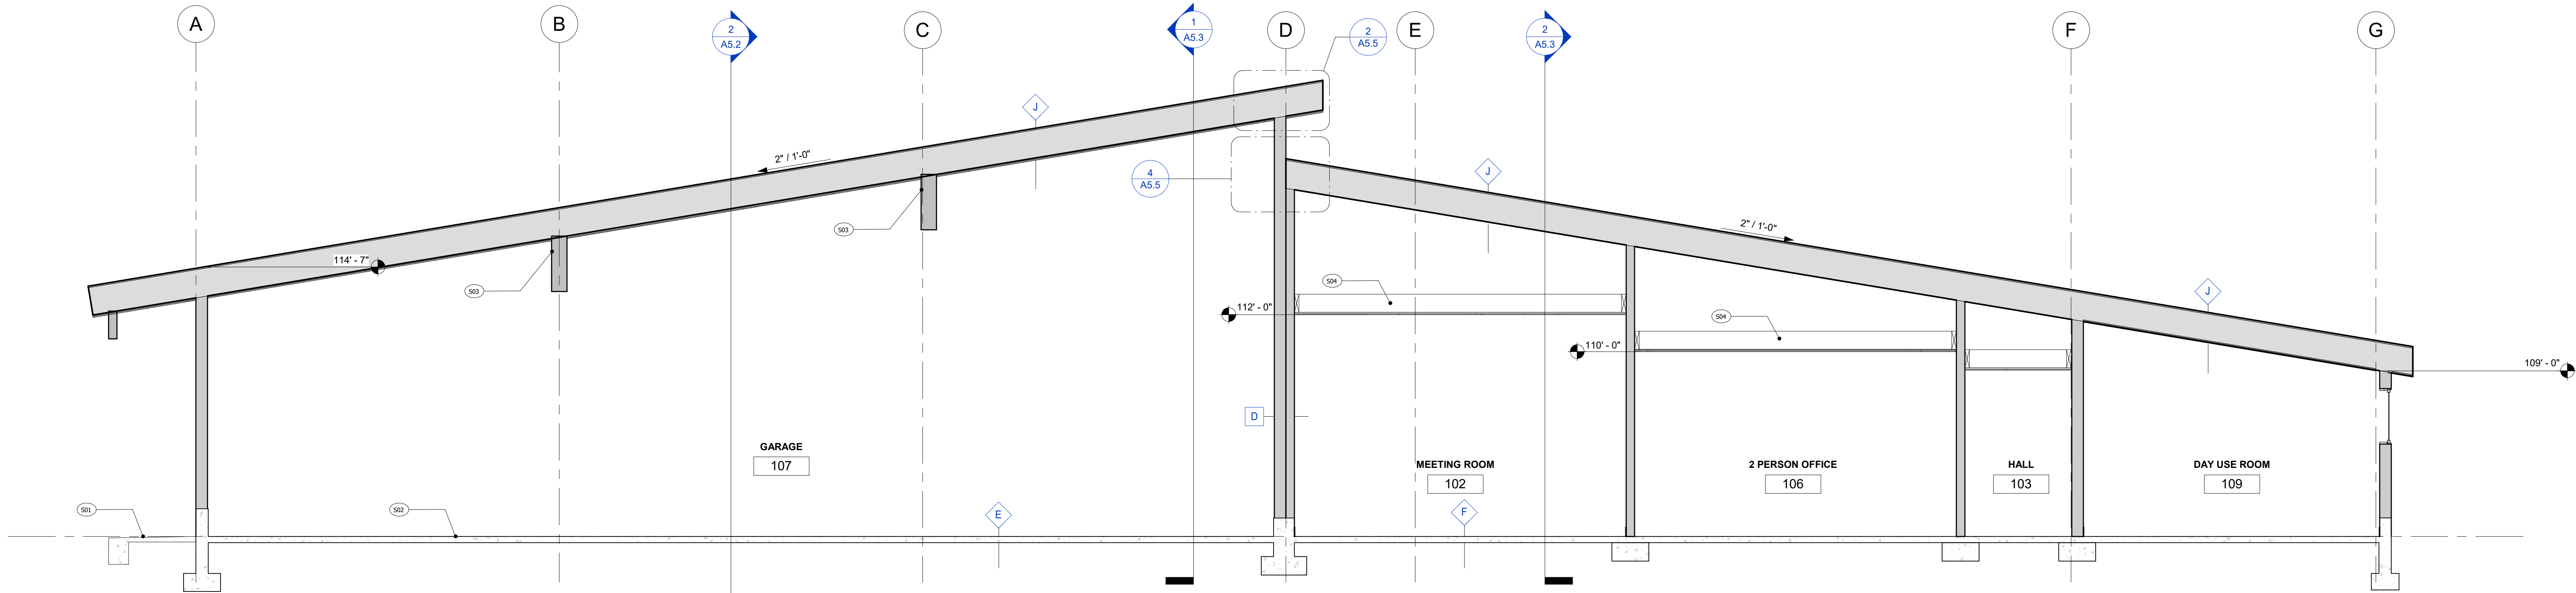 A
B
C
D
E
F
G
2
A5.2
1
A5.3
2
A5.5
2
A5.3
J
2" / 1'-0"
4
A5.5
J
S03
2" / 1'-0"
114' - 7"
S03
S04
J
112' - 0"
S04
110' - 0"
109' - 0"
D
GARAGE
107
MEETING ROOM
102
2 PERSON OFFICE
106
HALL
103
DAY USE ROOM
109
S01
S02
E
F